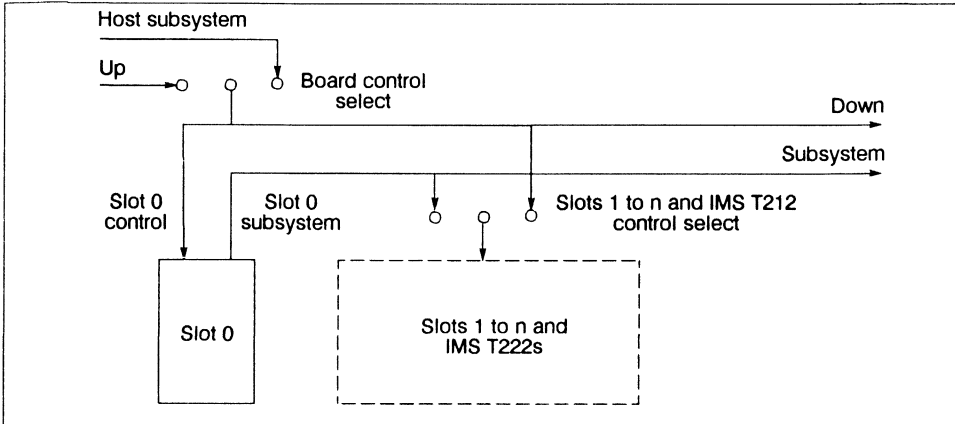 Host subsystem
Up
Board control
select
Down
Subsystem
Slot 0
control
Slot 0
subsystem
Slots 1 to n and IMS T212
control select
Slot 0
Slots 1 to n and
IMS T222s